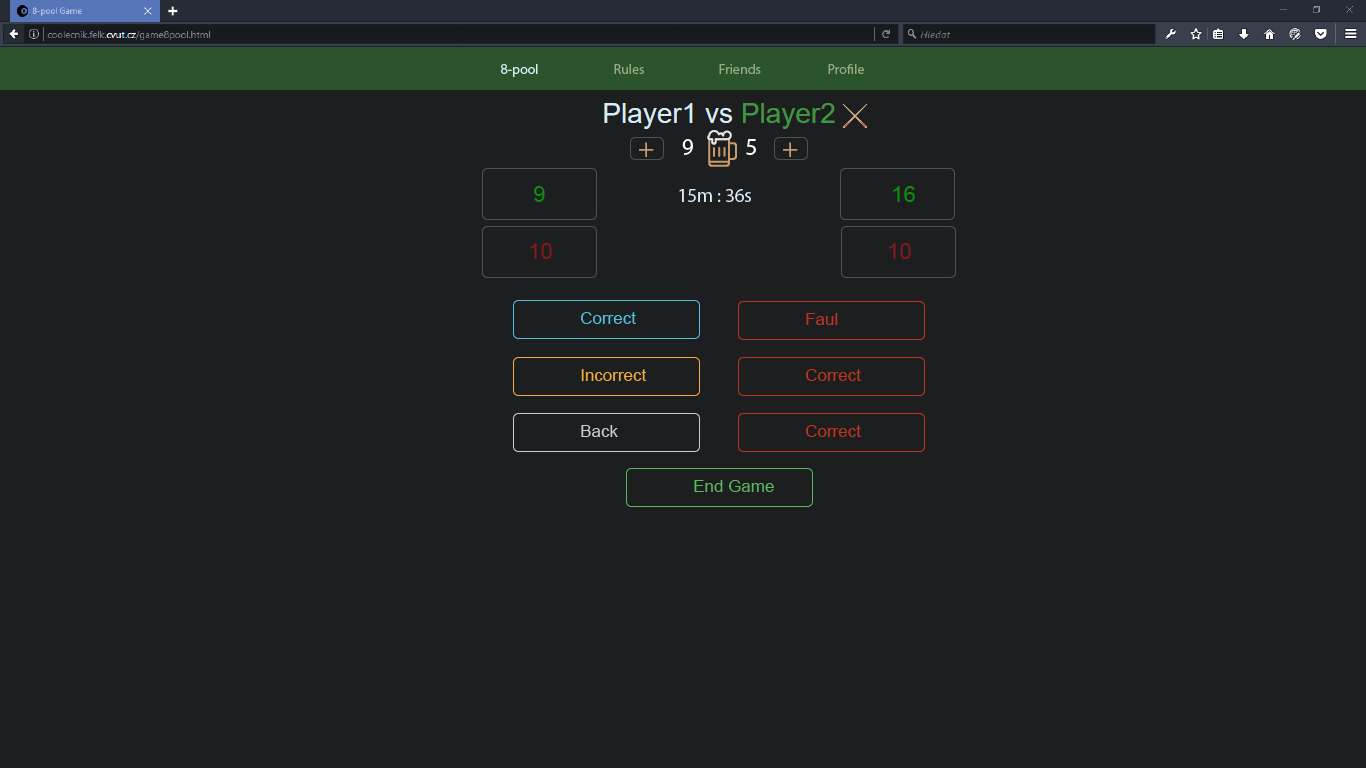 8-pool Game
coolecnik.felk.cvut.cz/game8pool.html
Hledat
8-pool Rules Friends Profile
Player1 vs Player2
9 5
9 15m : 36s 16
10 10
Correct Faul
Incorrect Correct
Back Correct
End Game